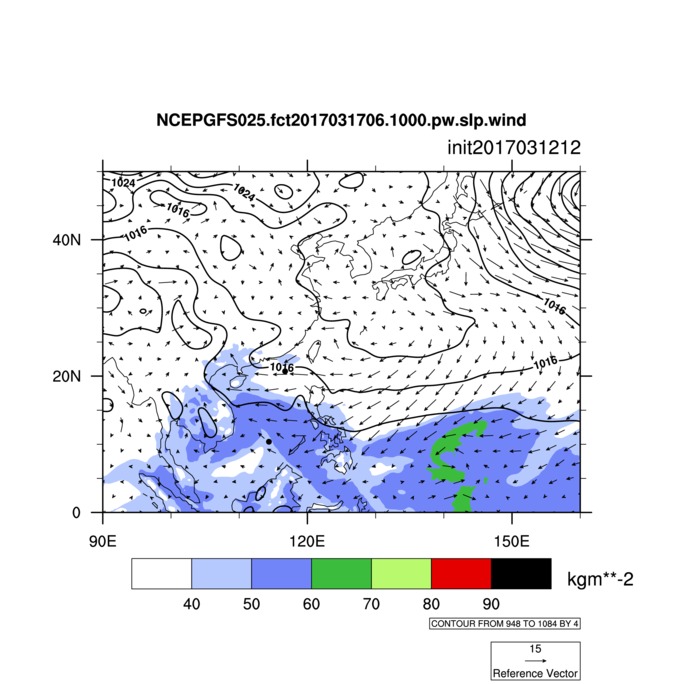 NCEPGFS025.fct2017031706.1000.pw.slp.wind
init2017031212
1024
1024
1016
1016
40N
1016
1016
1016
20N
0
90E 120E 150E
40 50 60 70 80 90
kgm**-2
CONTOUR FROM 948 TO 1084 BY 4
15
Reference Vector